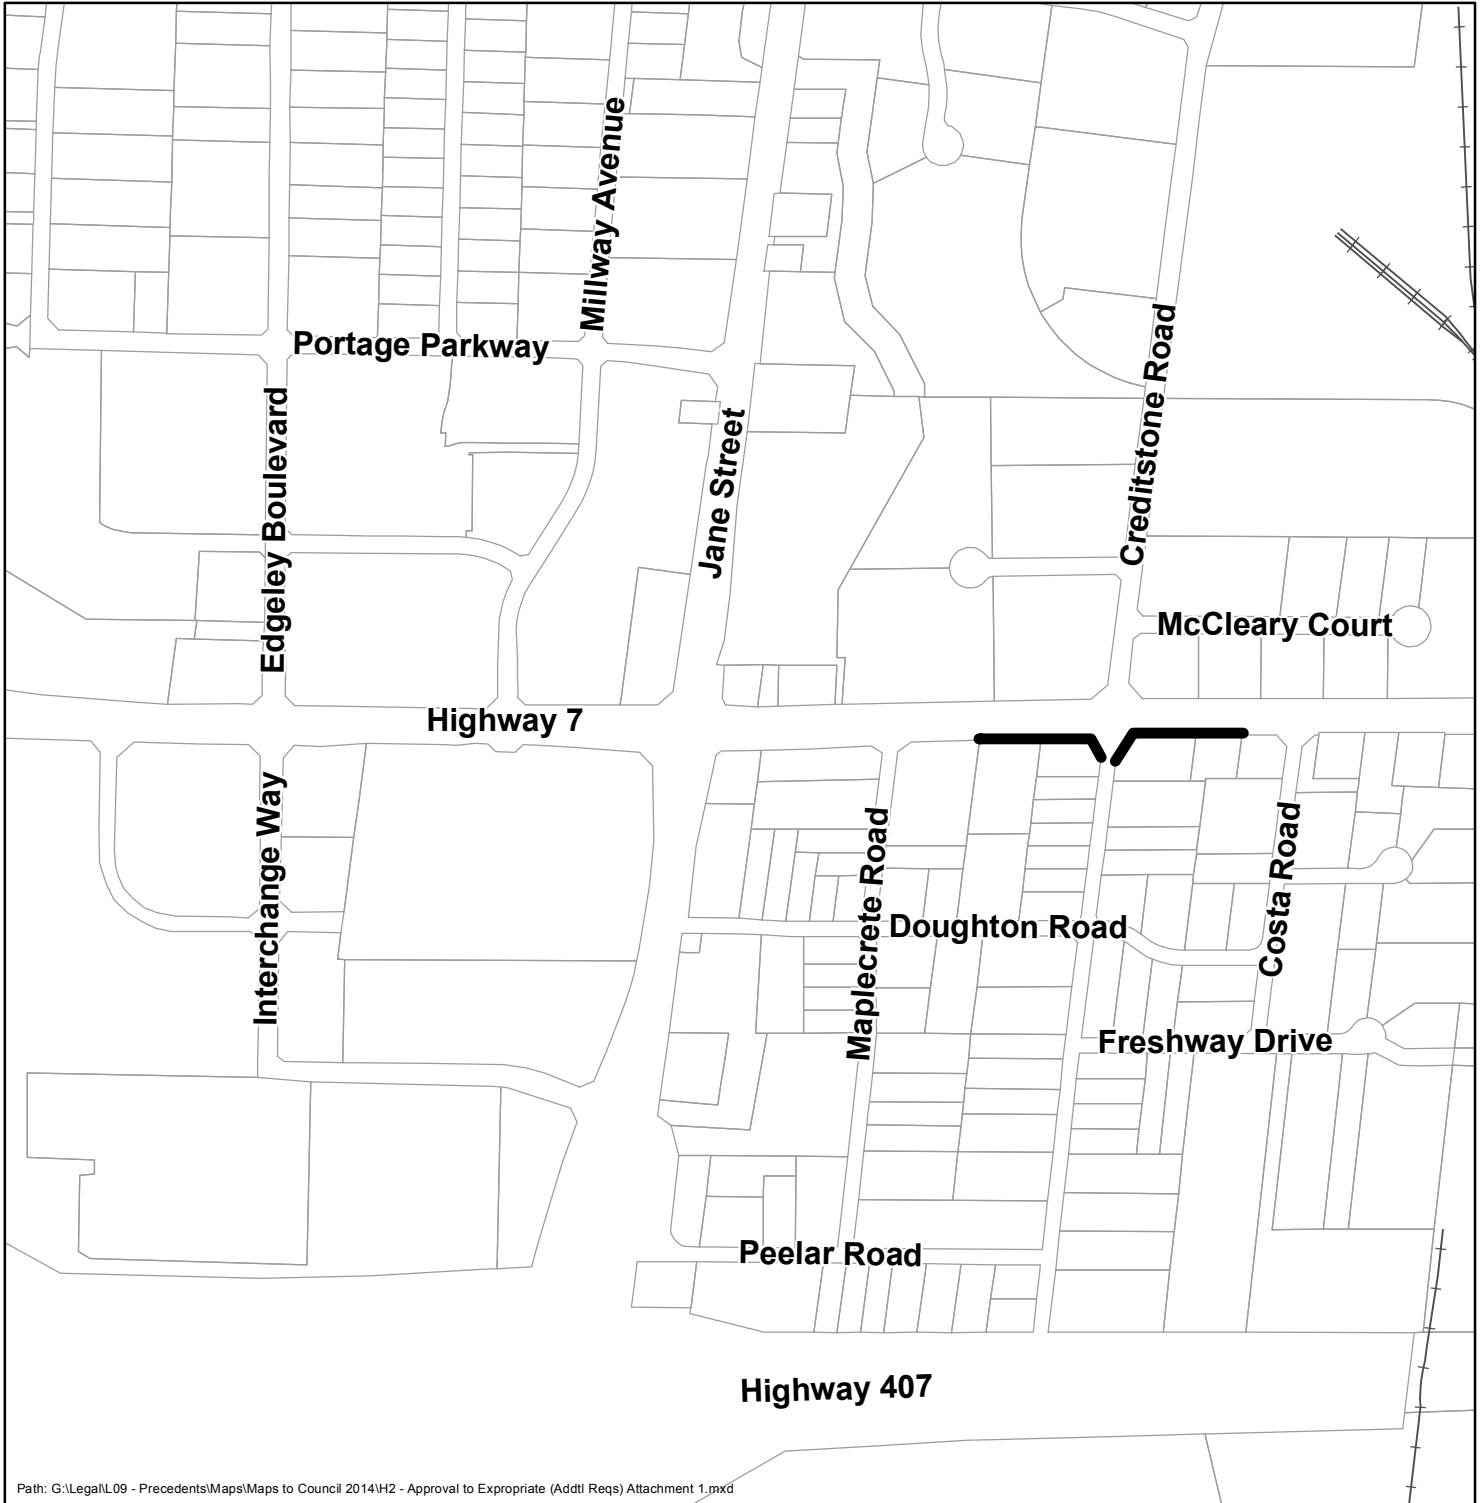 Millway Avenue
Portage Parkway
Creditstone Road
Edgeley Boulevard
Jane Street
McCleary Court
Highway 7
Interchange Way
Maplecrete Road
Doughton Road
Costa Road
Freshway Drive
Peelar Road
Highway 407
Path: G:\Legal\L09 - Precedents\Maps\Maps to Council 2014\H2 - Approval to Expropriate (Addtl Reqs) Attachment 1.mxd